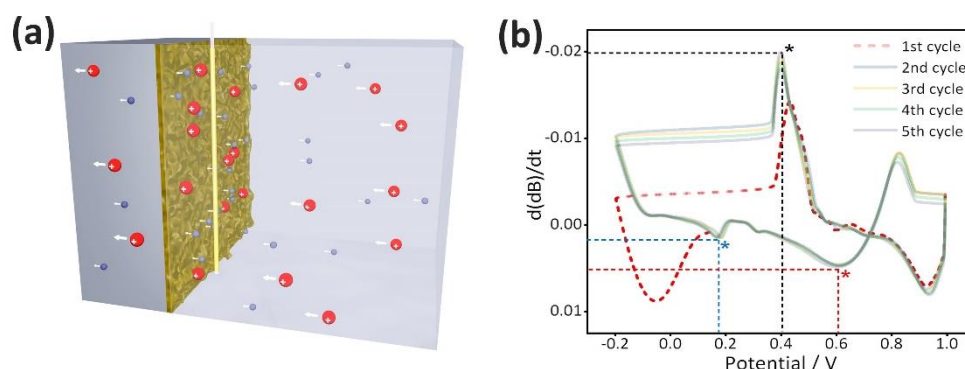 (a)
+
-
(b)
d(dB)/dt
-0.02
-0.01
0.00
0.01
*
*
*
1st cycle
2nd cycle
3rd cycle
4th cycle
5th cycle
-0.2
0.0
0.2
0.4
0.6
0.8
1.0
Potential / V